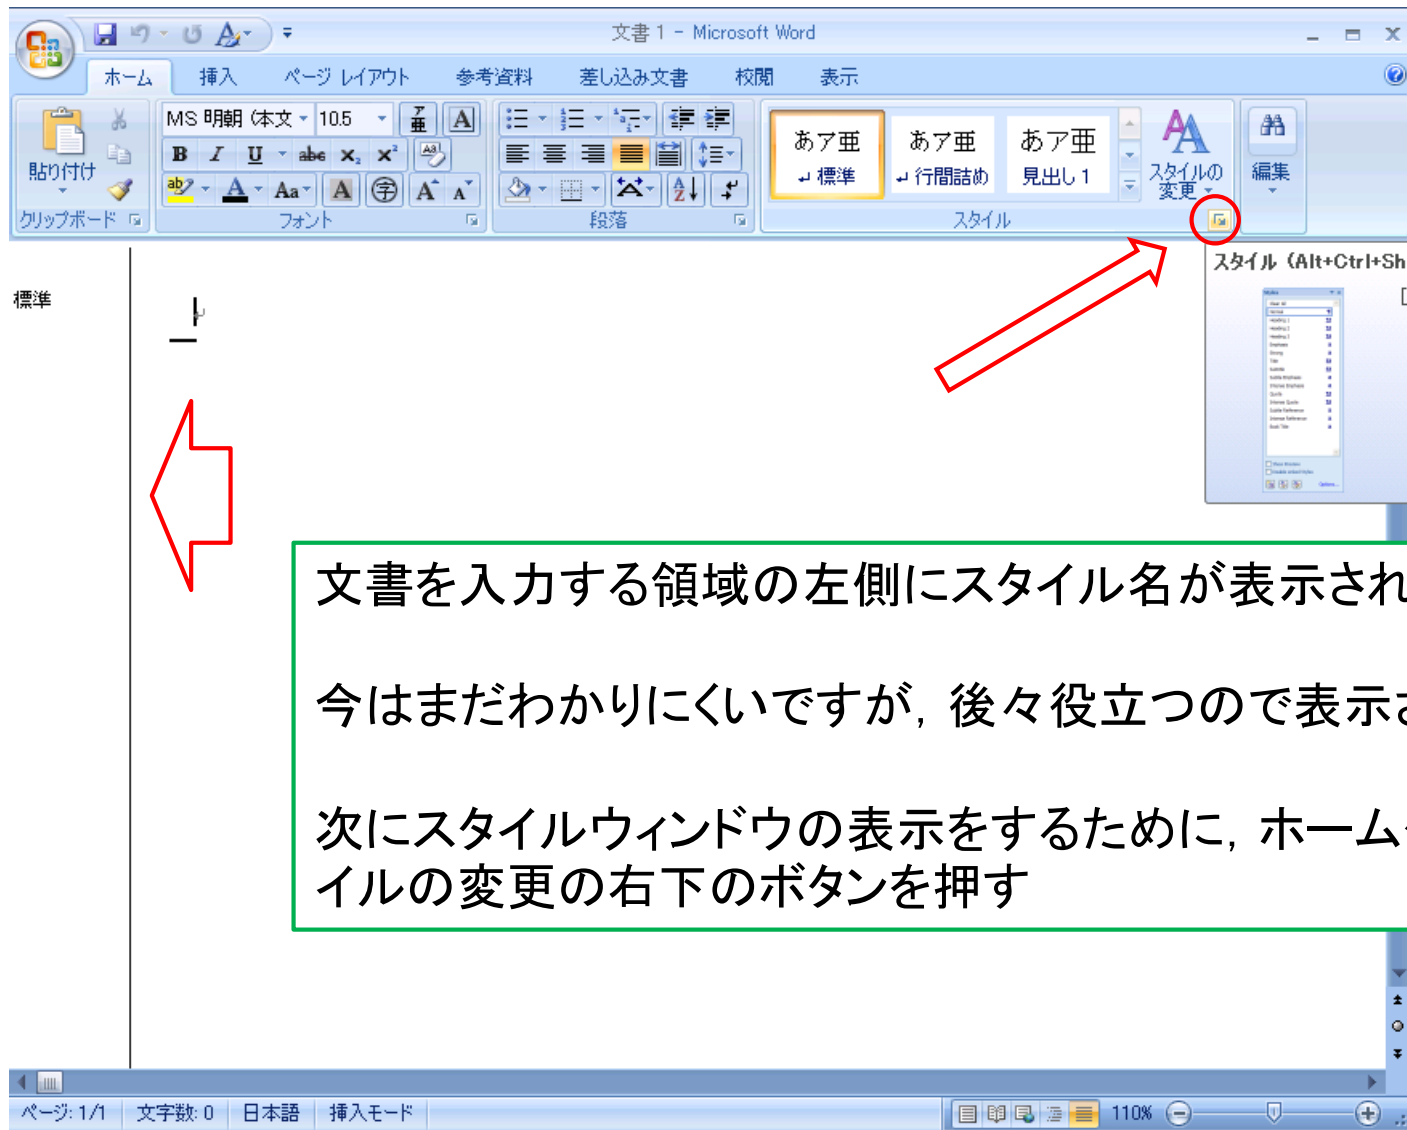 文書 1 - Microsoft Word
ホーム 挿入 ページ レイアウト 参考資料 差し込み文書 校閲 表示
MS 明朝 (本文 10.5
貼り付け
クリップボード フォント 段落 スタイル
あア亜 あア亜 あア亜
標準 行間詰め 見出し 1
スタイルの
変更
編集
スタイル (Alt+Ctrl+Sh
標準
文書を入力する領域の左側にスタイル名が表示され
今はまだわかりにくいですが，後々役立つので表示さ
次にスタイルウィンドウの表示をするために，ホーム
イルの変更の右下のボタンを押す
ページ: 1/1 文字数: 0 日本語 挿入モード 110%